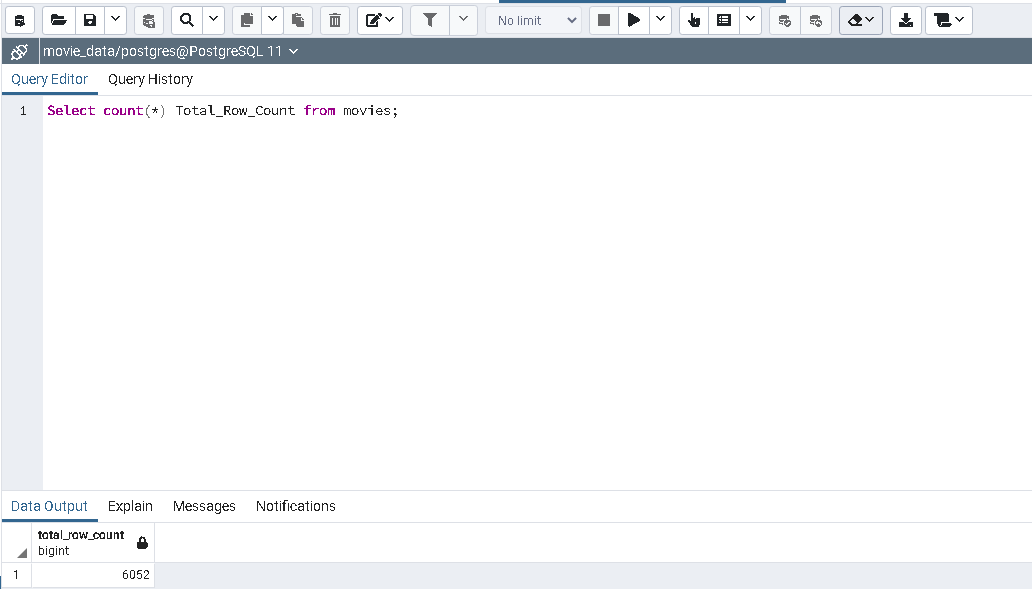 No limit
movie_data/postgres@PostgreSQL 11
Query Editor Query History
1 Select count(*) Total_Row_Count from movies;
Data Output Explain Messages Notifications
total_row_count
bigint
1 6052